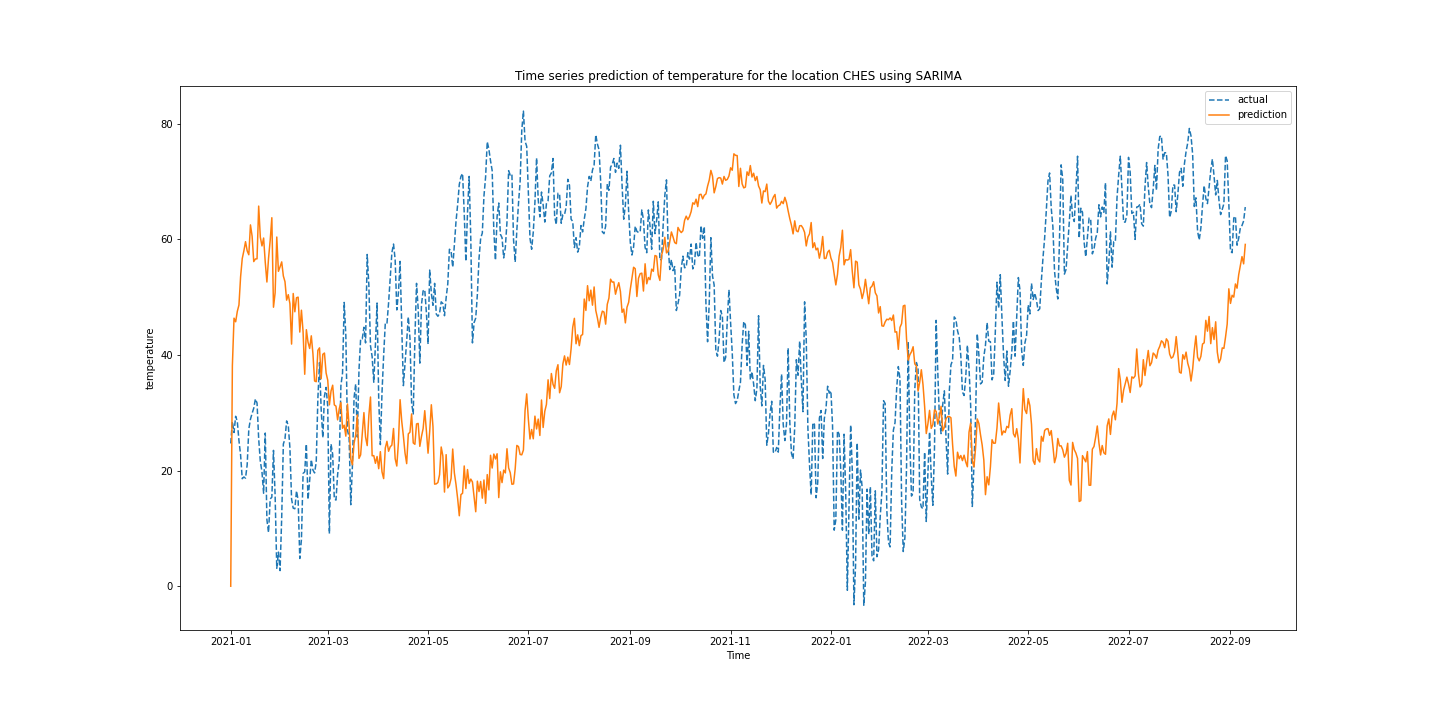 Time series prediction of temperature for the location CHES using SARIMA
actual
prediction
80
60
40
20
0
temperature
2021-01 2021-03 2021-05 2021-07 2021-09 2021-11 2022-01 2022-03 2022-05 2022-07 2022-09
Time